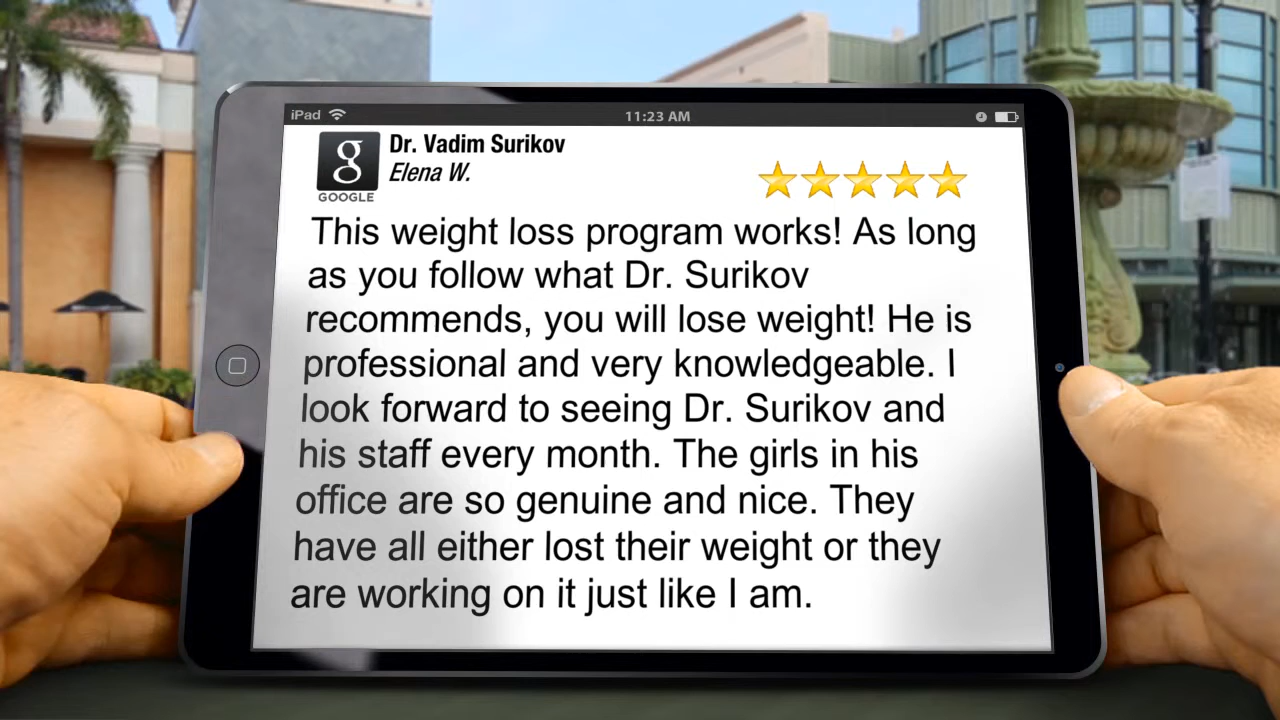 iPad
11:23 AM
g
GOOGLE
Dr. Vadim Surikov
Elena W.
This weight loss program works! As long
as you follow what Dr. Surikov
recommends, you will lose weight! He is
professional and very knowledgeable. I
look forward to seeing Dr. Surikov and
his staff every month. The girls in his
office are so genuine and nice. They
have all either lost their weight or they
are working on it just like I am.